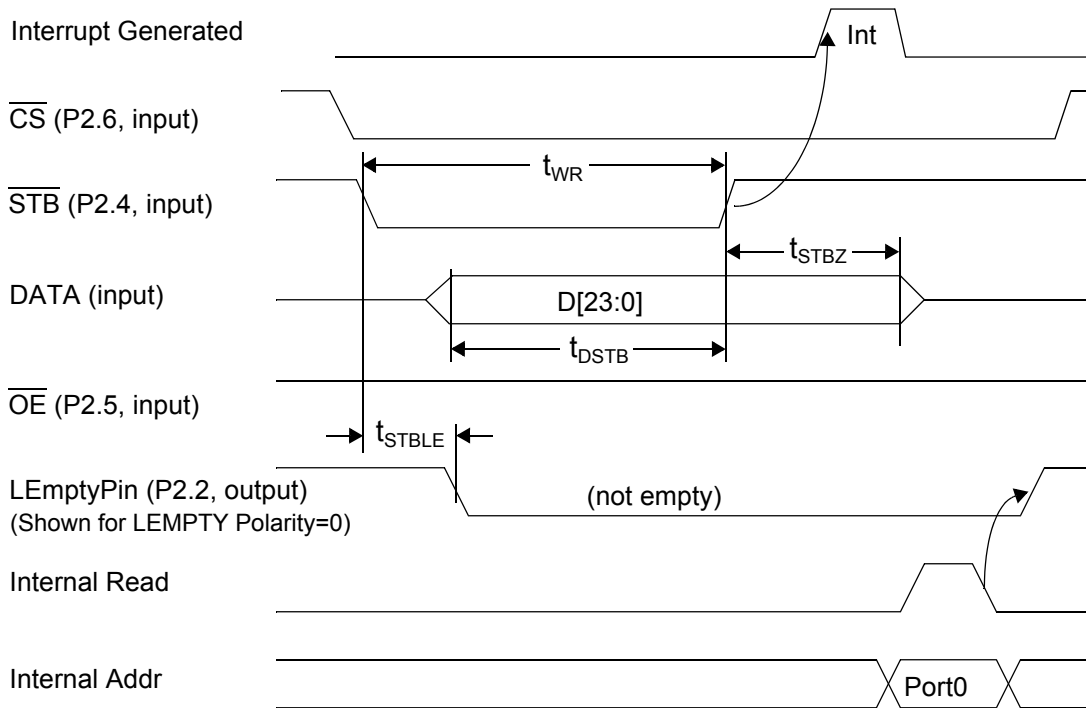 Interrupt Generated
Int
CS (P2.6, input)
tWR
STB (P2.4, input)
tSTBZ
DATA (input)
D[23:0]
tDSTB
OE (P2.5, input)
tSTBLE
LEmptyPin (P2.2, output)
(not empty)
(Shown for LEMPTY Polarity=0)
Internal Read
Internal Addr
Port0